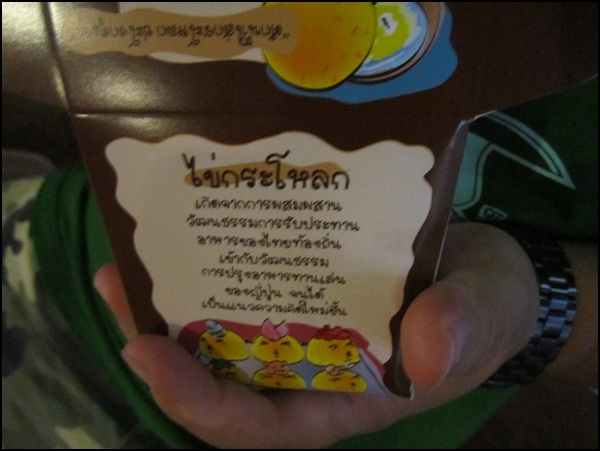 ไข่กระโหลก
เกิดจากการผสมผสาน
วัฒนธรรมการรับประทาน
อาหารของไทยท้องถิ่น
เข้ากับวัฒนธรรม
การปรุงอาหารทานเล่น
ของญี่ปุ่น จนได้
เป็นแนวความคิดใหม่ขึ้น